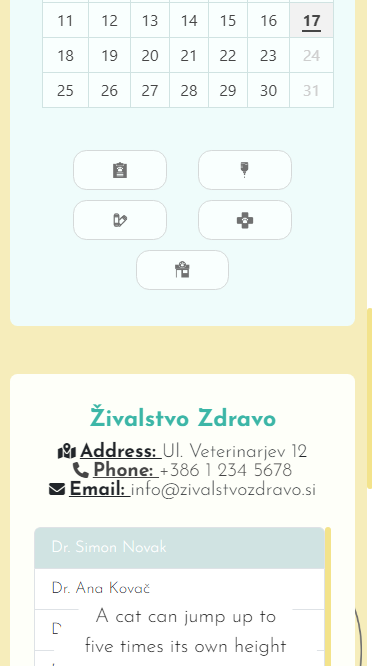 11 12 13 14 15 16 17
18 19 20 21 22 23 24
25 26 27 28 29 30 31
Živalstvo Zdravo
Address: Ul. Veterinarjev 12
Phone: +386 1 234 5678
Email: info@zivalstvozdravo.si
Dr. Simon Novak
Dr. Ana Kovač
A cat can jump up to
five times its own height